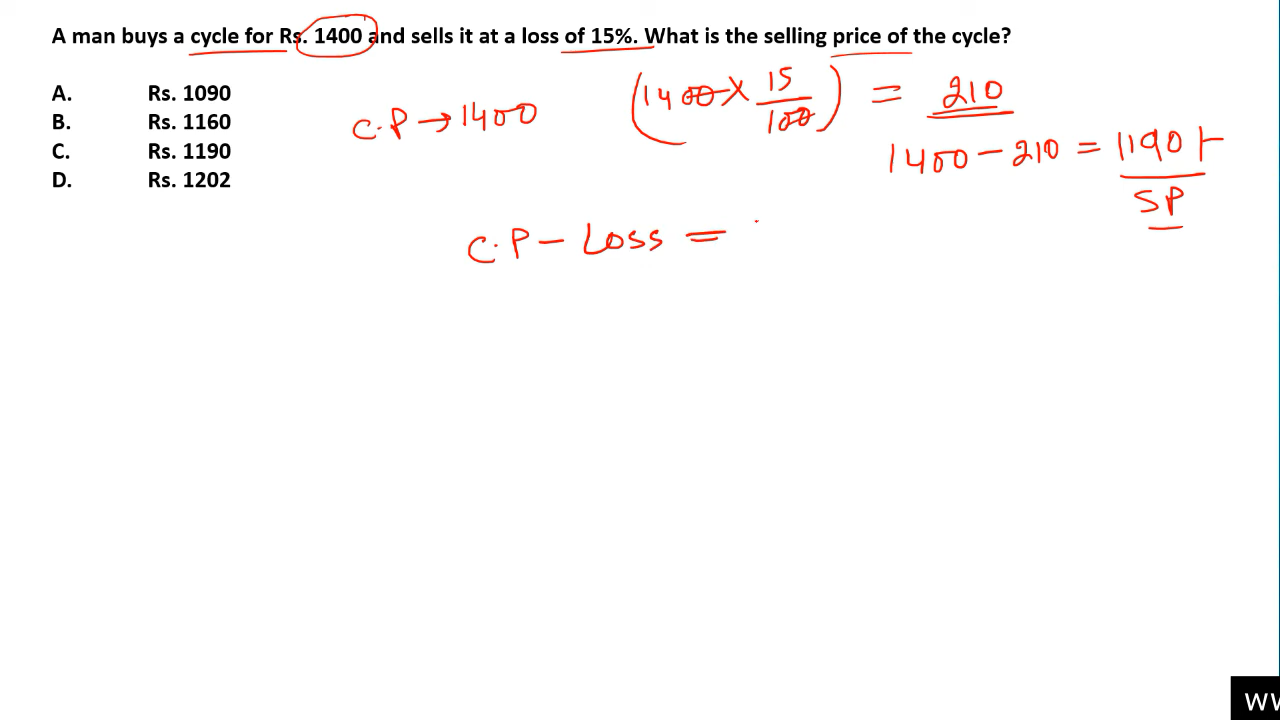 A man buys a cycle for Rs. 1400 and sells it at a loss of 15%. What is the selling price of the cycle?
A. Rs. 1090
B. Rs. 1160
C. Rs. 1190
D. Rs. 1202
C.P → 1400
(1400 × 15/100) = 210
1400 - 210 = 1190 F
SP
C.P - Loss =
W